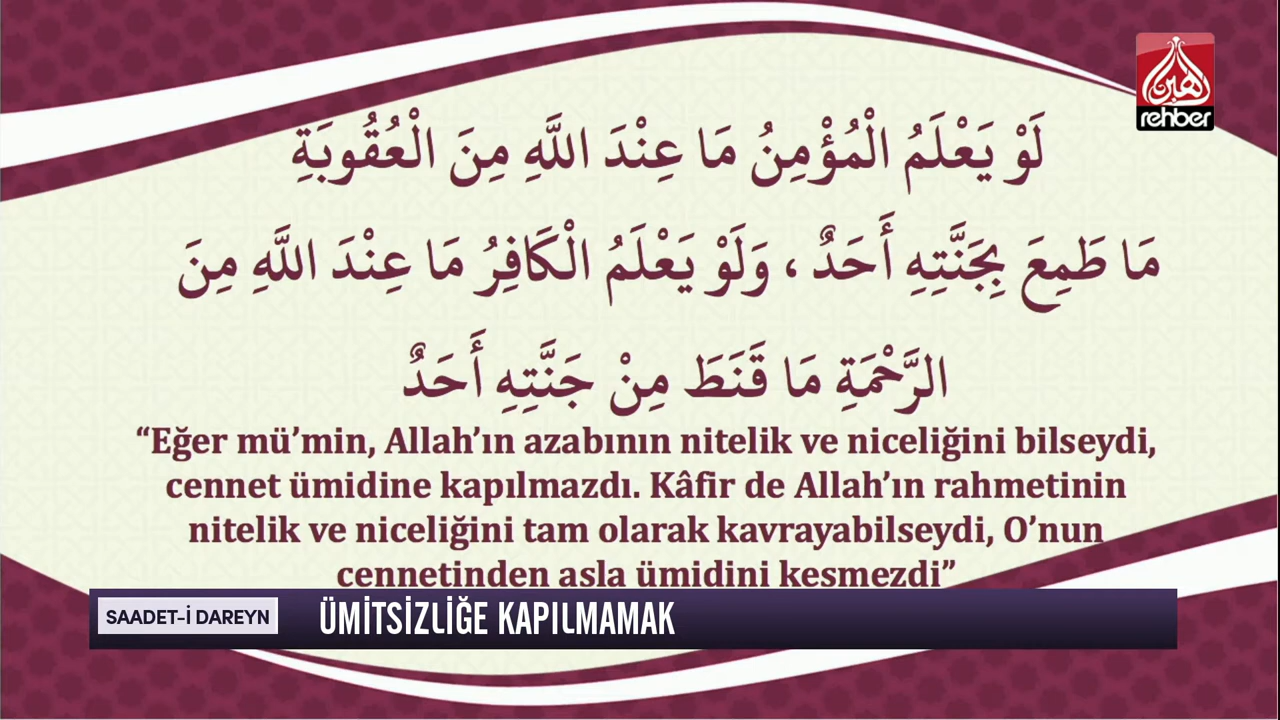 لَوْ يَعْلَمُ الْمُؤْمِنُ مَا عِنْدَ اللَّهِ مِنَ الْعُقُوبَةِ
مَا طَمِعَ بِجَنَّتِهِ أَحَدٌ ، وَلَوْ يَعْلَمُ الْكَافِرُ مَا عِنْدَ اللَّهِ مِنَ
الرَّحْمَةِ مَا قَنَطَ مِنْ جَنَّتِهِ أَحَدٌ
“Eğer mü’min, Allah’ın azabının nitelik ve niceliğini bilseydi,
cennet ümidine kapılmazdı. Kâfir de Allah’ın rahmetinin
nitelik ve niceliğini tam olarak kavrayabilseydi, O’nun
cennetinden asla ümidini kesmezdi”
SAADET-İ DAREYN
ÜMİTSİZLİĞE KAPILMAMAK
رهبر
rehber